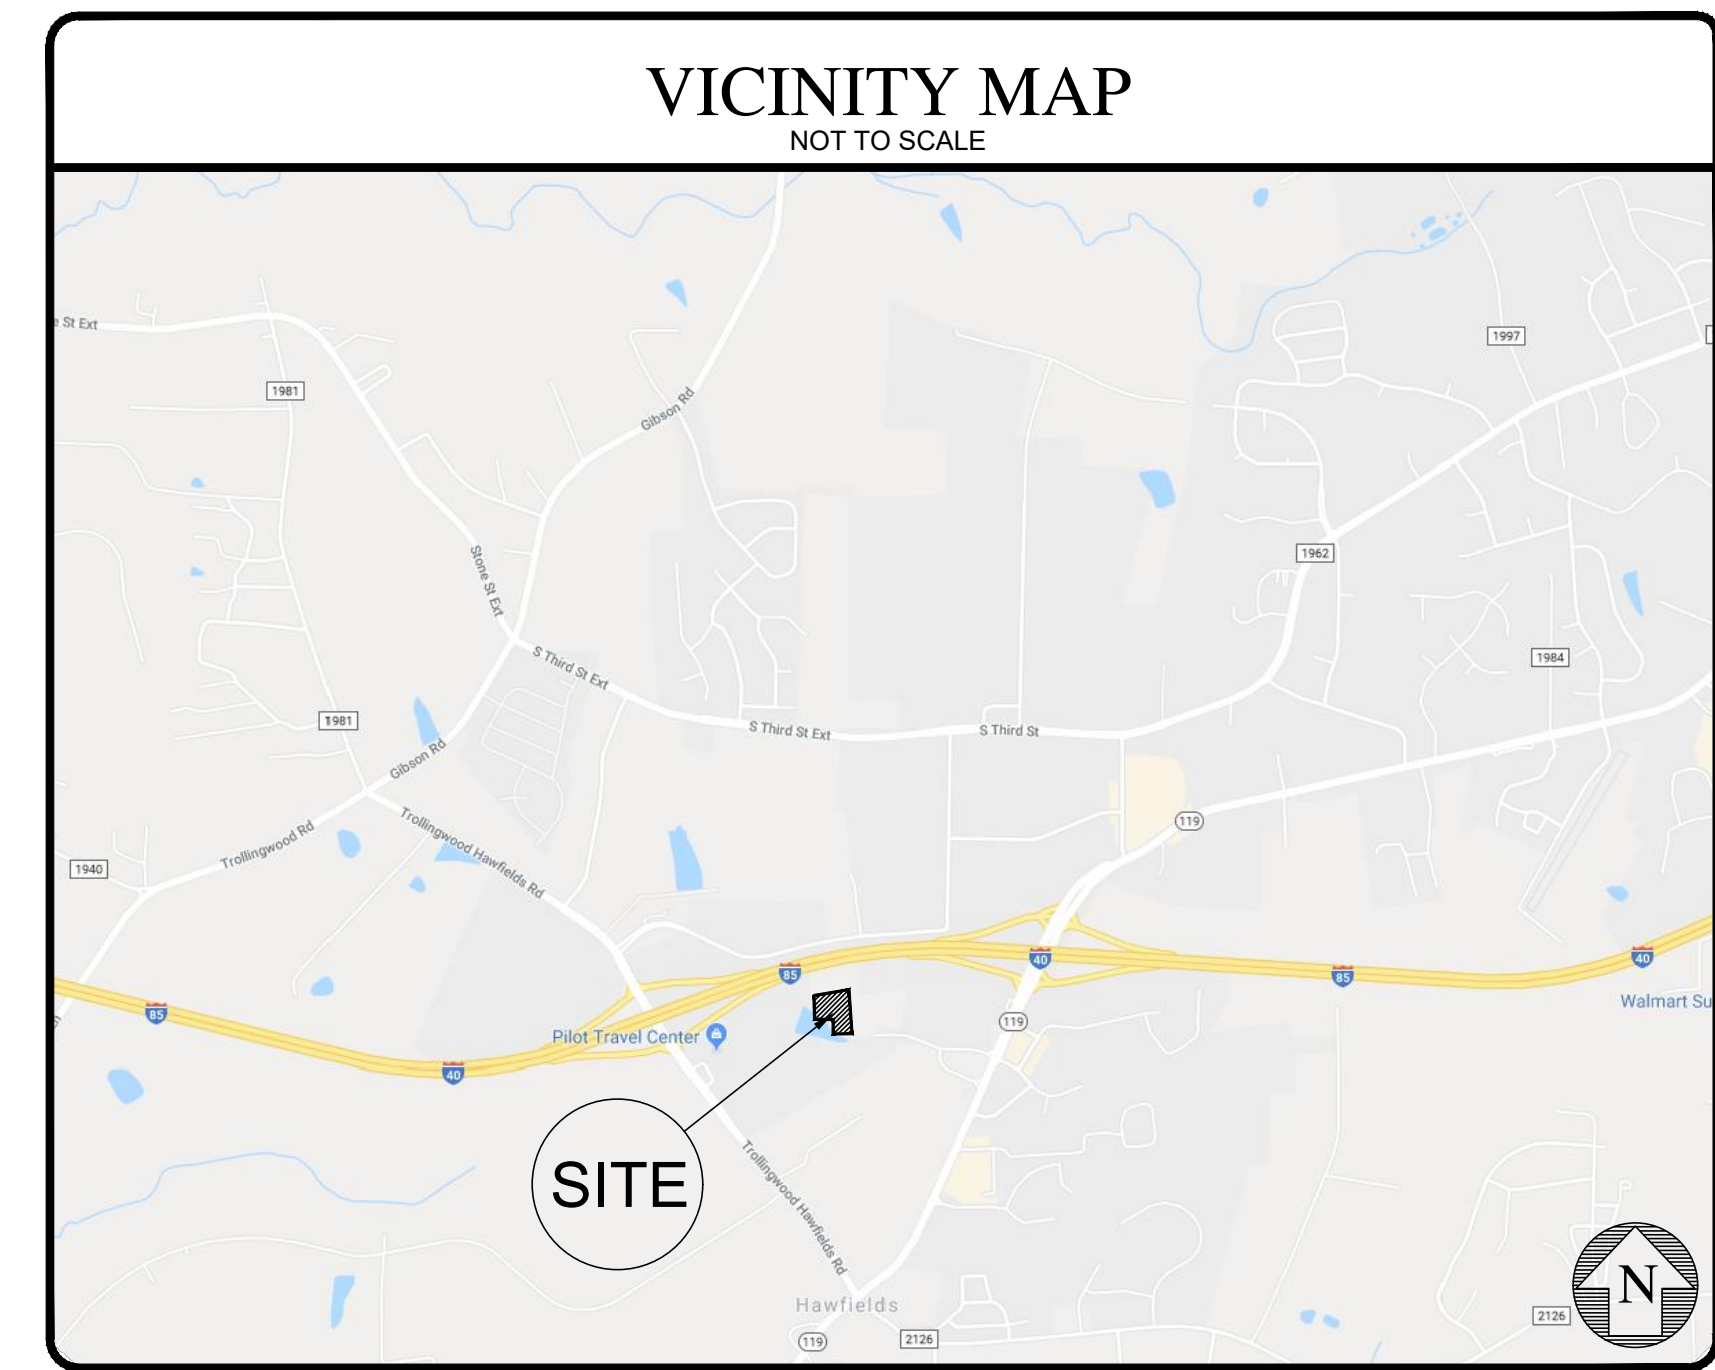 VICINITY MAP
NOT TO SCALE
e St Ext
1997
1981
Gibson Rd
1962
Stone St Ext
S Third St Ext
1984
1981
S Third St Ext
S Third St
Gibson Rd
Trollingwood Rd
Trollingwood Hawfields Rd
119
1940
85
40
85
40
Walmart Su
85
119
Pilot Travel Center
40
SITE
Trollingwood Hawfields Rd
N
Hawfields
2126
119
2126